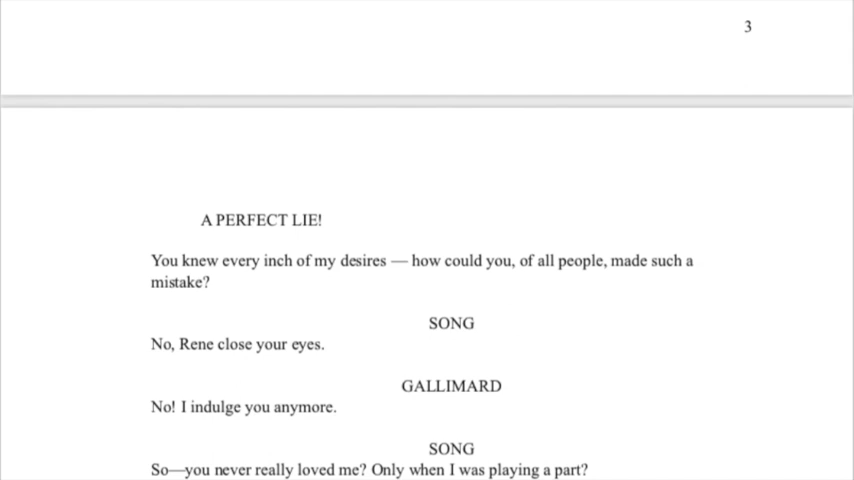 3
A PERFECT LIE!
You knew every inch of my desires — how could you, of all people, made such a
mistake?
SONG
No, Rene close your eyes.
GALLIMARD
No! I indulge you anymore.
SONG
So—you never really loved me? Only when I was playing a part?